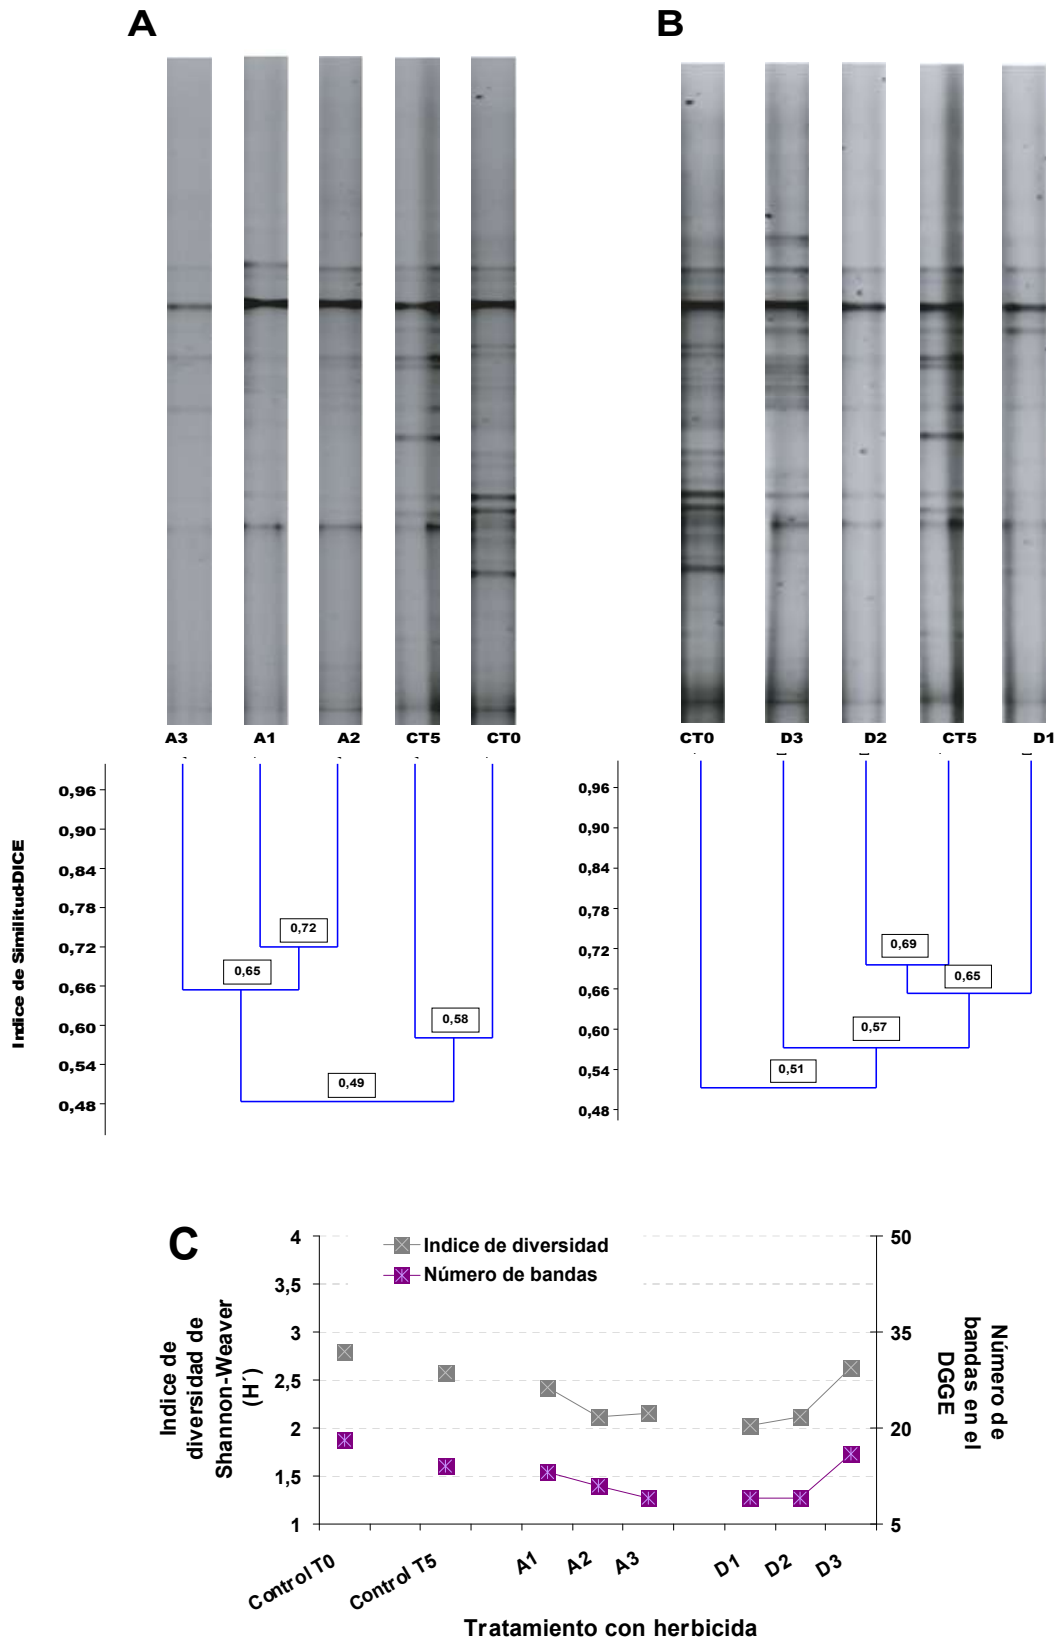 A
B
A3 A1 A2 CT5 CT0
CT0 D3 D2 CT5 D1
Indice de Similitud-DICE
0,96
0,90
0,84
0,78
0,72
0,66
0,60
0,54
0,48
0,72
0,65
0,58
0,49
0,96
0,90
0,84
0,78
0,72
0,66
0,60
0,54
0,48
0,69
0,65
0,57
0,51
C
Indice de diversidad
Número de bandas
Indice de
diversidad de
Shannon-Weaver
(H´)
4
3,5
3
2,5
2
1,5
1
50
35
20
5
Número de
bandas en el
DGGE
Control T0
Control T5
A1
A2
A3
D1
D2
D3
Tratamiento con herbicida